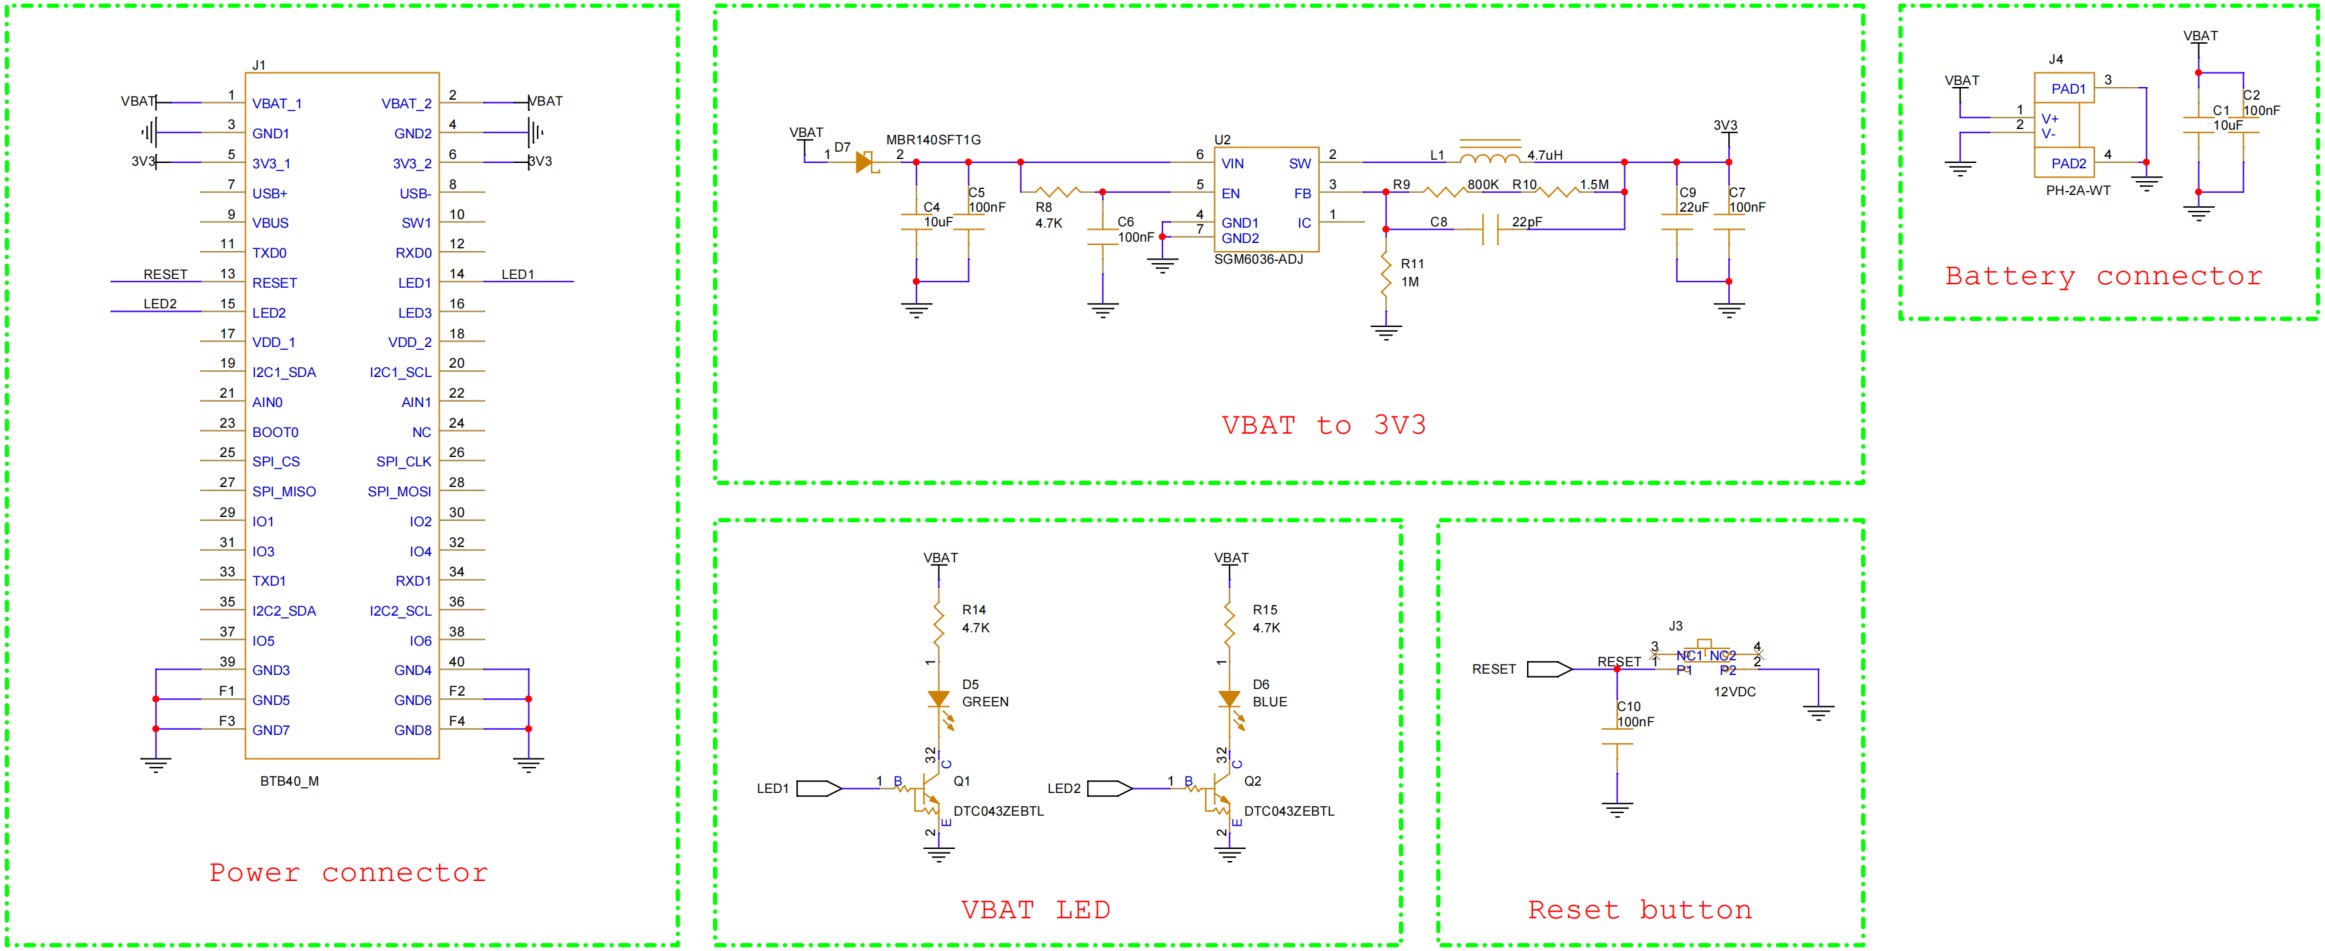 J1
VBAT 1 VBAT_1 VBAT_2 2 VBAT
3 GND1 GND2 4
3V3 5 3V3_1 3V3_2 6 3V3
7 USB+ USB- 8
9 VBUS SW1 10
11 TXD0 RXD0 12
RESET 13 RESET LED1 14 LED1
LED2 15 LED2 LED3 16
17 VDD_1 VDD_2 18
19 I2C1_SDA I2C1_SCL 20
21 AIN0 AIN1 22
23 BOOT0 NC 24
25 SPI_CS SPI_CLK 26
27 SPI_MISO SPI_MOSI 28
29 IO1 IO2 30
31 IO3 IO4 32
33 TXD1 RXD1 34
35 I2C2_SDA I2C2_SCL 36
37 IO5 IO6 38
39 GND3 GND4 40
F1 GND5 GND6 F2
F3 GND7 GND8 F4
BTB40_M
Power connector
VBAT
1 D7 2
MBR140SFT1G
C4
10uF
C5
100nF
R8
4.7K
C6
100nF
U2
6 VIN SW 2
5 EN FB 3
4 GND1 IC 1
7 GND2
SGM6036-ADJ
L1 4.7uH
R9 800K R10 1.5M
C8 22pF
R11
1M
3V3
C9
22uF
C7
100nF
VBAT to 3V3
VBAT
J4
PAD1 3
1 V+
2 V-
PAD2 4
PH-2A-WT
VBAT
C1
10uF
C2
100nF
Battery connector
VBAT
R14
4.7K
1
D5
GREEN
32
C
LED1 1 B Q1
DTC043ZEBTL
E
2
VBAT
R15
4.7K
1
D6
BLUE
32
C
LED2 1 B Q2
DTC043ZEBTL
E
2
VBAT LED
J3
3 NC1 NC2 4
RESET RESET 1 P1 P2 2
12VDC
C10
100nF
Reset button